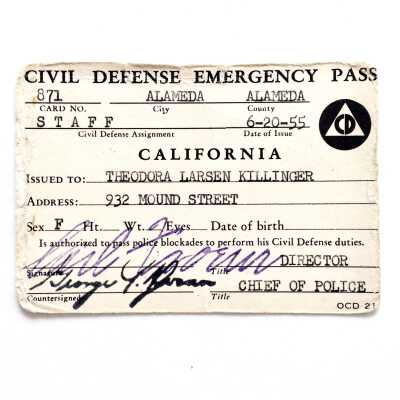 CIVIL DEFENSE EMERGENCY PASS
871 ALAMEDA ALAMEDA
CARD NO. City County
STAFF 6-20-55
Civil Defense Assignment Date of Issue
CD
CALIFORNIA
ISSUED TO: THEODORA LARSEN KILLINGER
ADDRESS: 932 MOUND STREET
Sex F Ht. Wt. Eyes Date of birth
Is authorized to pass police blockades to perform his Civil Defense duties.
DIRECTOR
Signature Title
George CHIEF OF POLICE
Countersigned Title
OCD 21